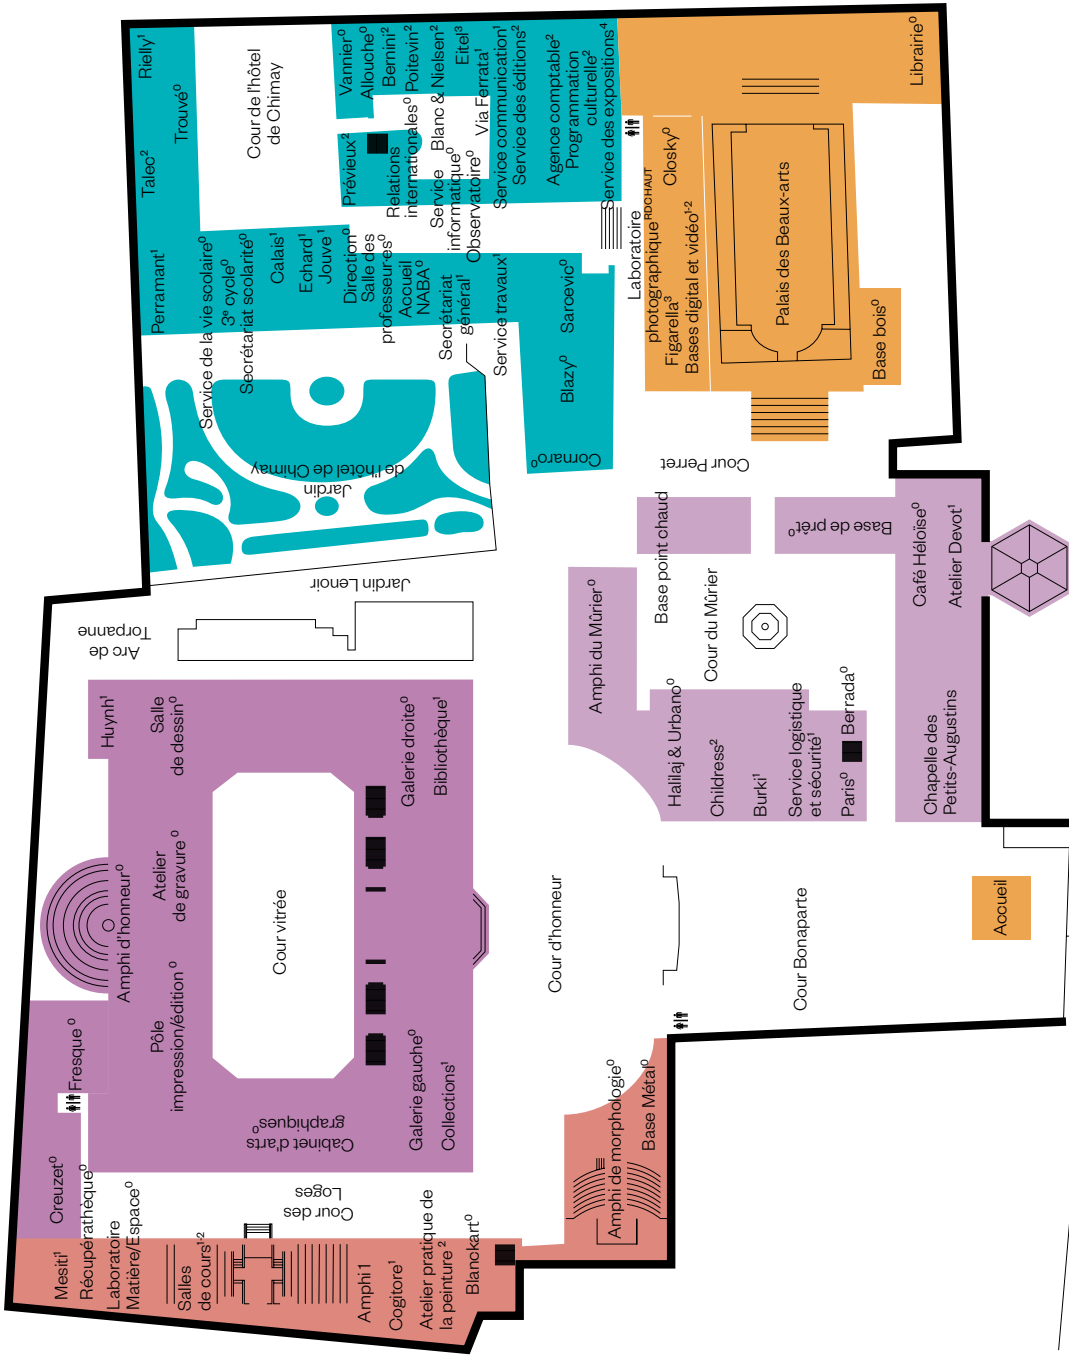 Rielly¹
Trouvé⁰
Talec²
Perramant¹
Cour de l'hôtel
de Chimay
Vannier⁰
Allouche⁰
Bernini²
Poitevin²
Blanc & Nielsen²
Eitel³
Via Ferrata¹
Service communication¹
Service des éditions²
Agence comptable²
Programmation
culturelle²
Service des expositions⁴
Prévieux²
Relations
internationales⁰
Service
informatique⁰
Observatoire⁰
Service de la vie scolaire⁰
3ᵉ cycle⁰
Secrétariat scolarité⁰
Calais¹
Echard¹
Jouve¹
Direction⁰
Salle des
professeur·es⁰
Accueil
NABA⁰
Secrétariat
général¹
Service travaux¹
Saroevic⁰
Blazy⁰
Cornaro⁰
Jardin
de l'hôtel de Chimay
Librairie⁰
Closky⁰
Laboratoire
photographiqueRDCHAUT
Figarella³
Bases digital et vidéo¹⁻²
Palais des Beaux-arts
Base bois⁰
Cour Perret
Jardin Lenoir
Arc de
Torpanne
Base point chaud
Base de prêt⁰
Café Héloïse⁰
Atelier Devot¹
Amphi du Mûrier⁰
Cour du Mûrier
Halilaj & Urbano⁰
Childress²
Burki¹
Service logistique
et sécurité¹
Paris⁰
Berrada⁰
Chapelle des
Petits-Augustins
Huynh¹
Salle
de dessin⁰
Galerie droite⁰
Bibliothèque¹
Atelier
de gravure⁰
Amphi d'honneur⁰
Cour vitrée
Pôle
impression/édition⁰
Fresque⁰
Cabinet d'arts
graphiques⁰
Galerie gauche⁰
Collections¹
Cour d'honneur
Cour Bonaparte
Accueil
Creuzet⁰
Récupérathèque⁰
Mesiti¹
Laboratoire
Matière/Espace⁰
Salles
de cours¹⁻²
Cour des
Loges
Amphi 1
Cogitore¹
Atelier pratique de
la peinture²
Blanckart⁰
Amphi de morphologie⁰
Base Métal⁰